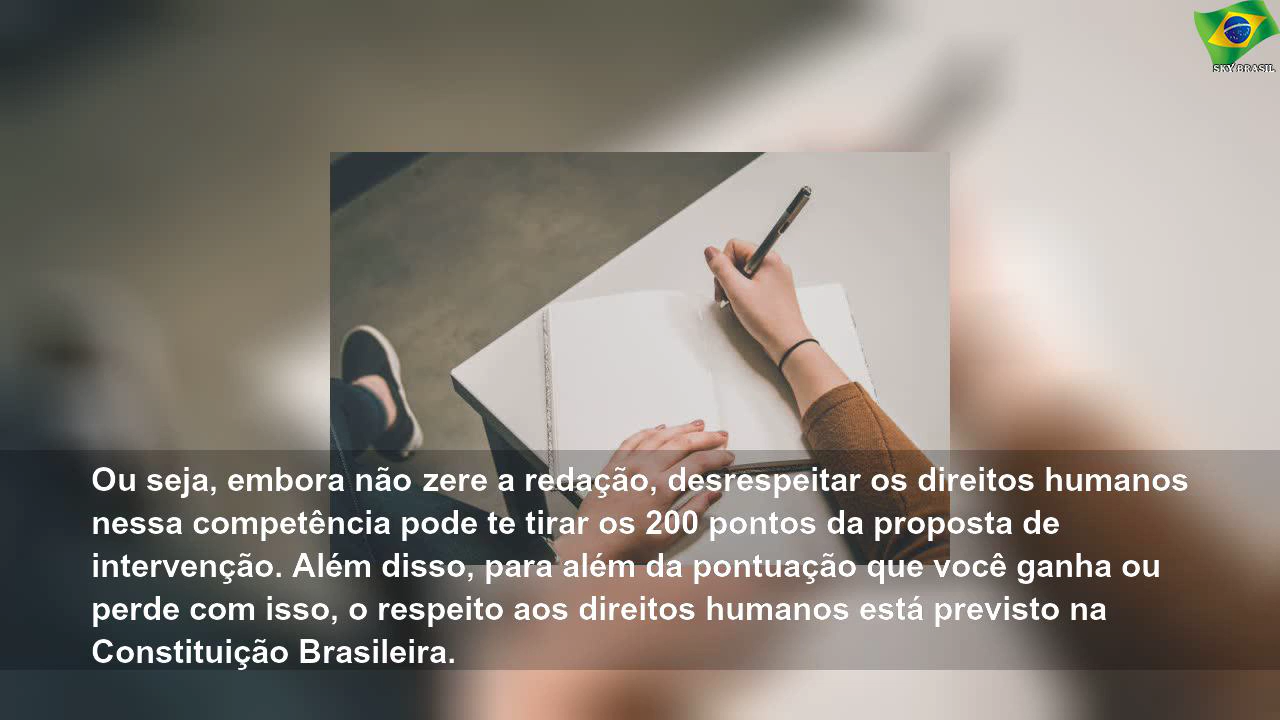 SKY BRASIL
Ou seja, embora não zere a redação, desrespeitar os direitos humanos
nessa competência pode te tirar os 200 pontos da proposta de
intervenção. Além disso, para além da pontuação que você ganha ou
perde com isso, o respeito aos direitos humanos está previsto na
Constituição Brasileira.